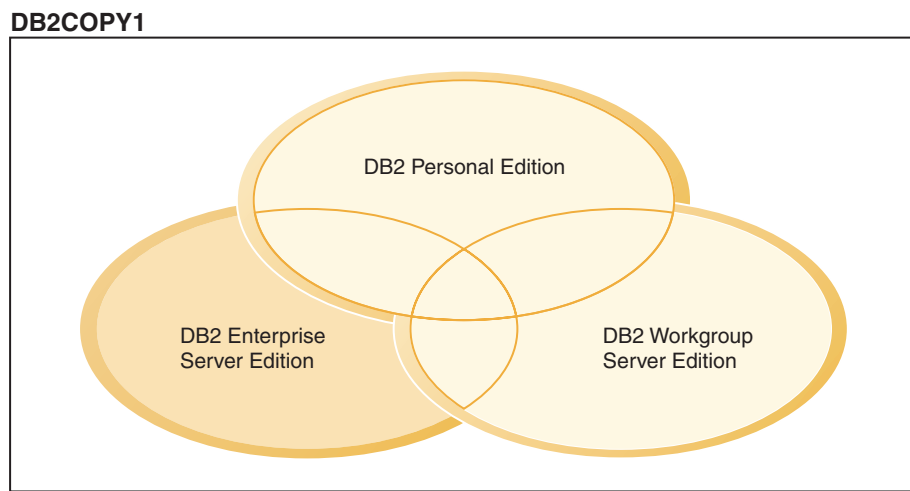 DB2COPY1
DB2 Personal Edition
DB2 Enterprise
Server Edition
DB2 Workgroup
Server Edition